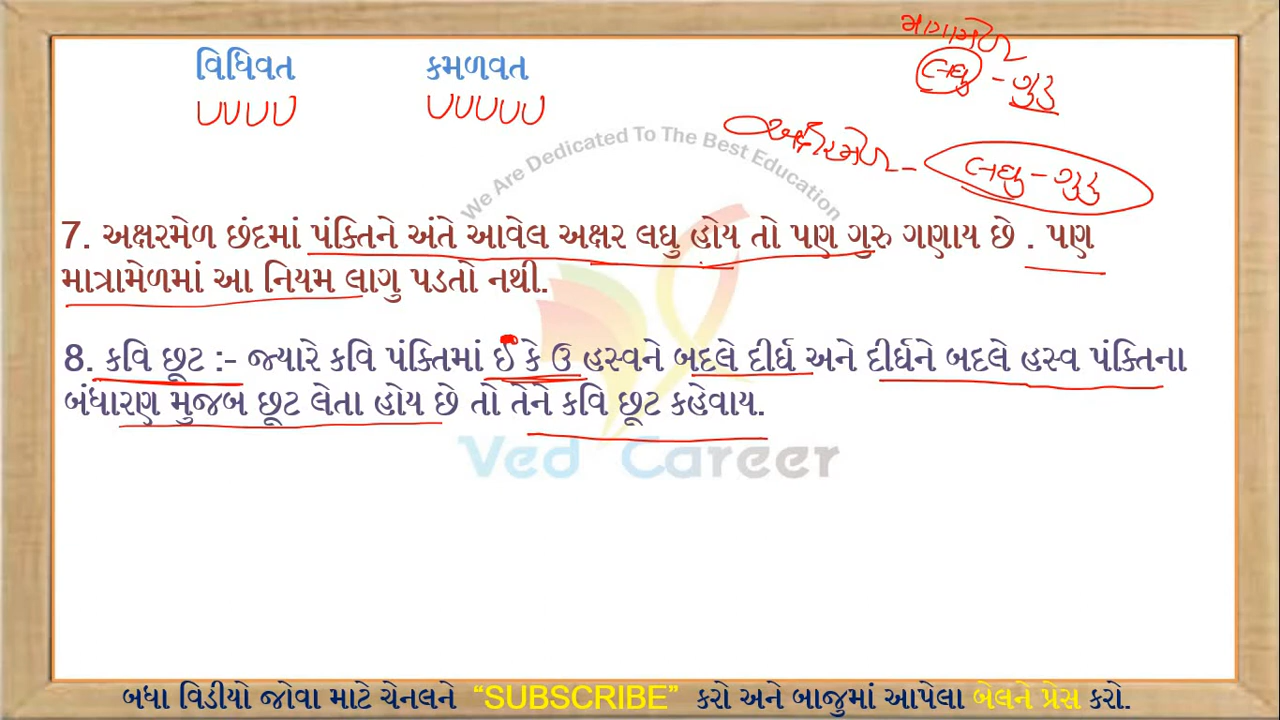 માત્રામેળ
વિધિવત કમળવત
લઘુ - ગુરુ
∪∪∪∪ ∪∪∪∪∪
We Are Dedicated To The Best Education
અક્ષરમેળ - લઘુ - ગુરુ
7. અક્ષરમેળ છંદમાં પંક્તિને અંતે આવેલ અક્ષર લઘુ હોય તો પણ ગુરુ ગણાય છે . પણ
માત્રામેળમાં આ નિયમ લાગુ પડતો નથી.
8. કવિ છૂટ :- જ્યારે કવિ પંક્તિમાં ઈ કે ઉ હસ્વને બદલે દીર્ઘ અને દીર્ઘને બદલે હસ્વ પંક્તિના
બંધારણ મુજબ છૂટ લેતા હોય છે તો તેને કવિ છૂટ કહેવાય.
Ved Career
બધા વિડીયો જોવા માટે ચેનલને “SUBSCRIBE” કરો અને બાજુમાં આપેલા બેલને પ્રેસ કરો.